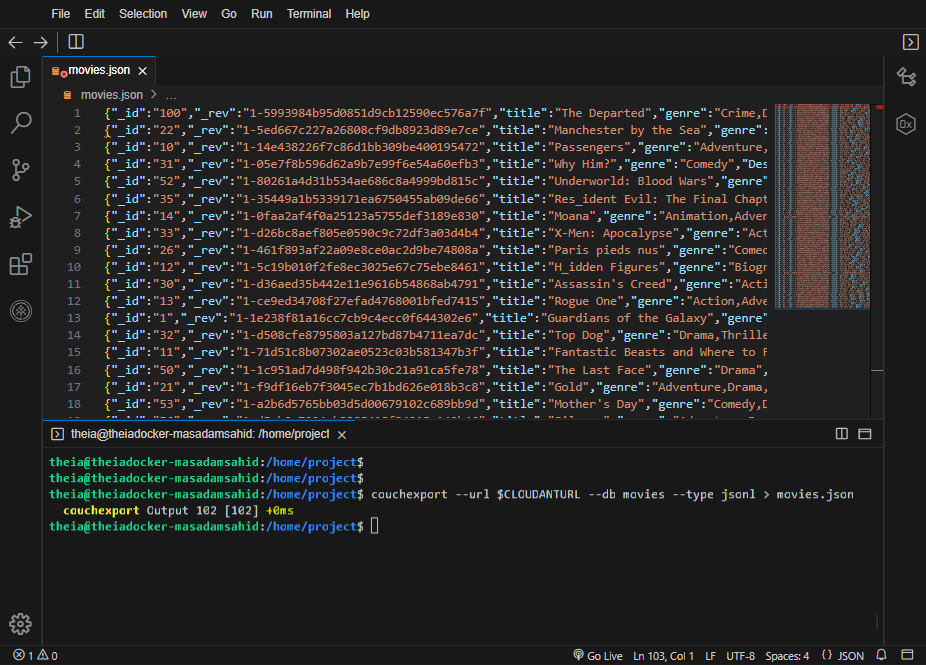 File Edit Selection View Go Run Terminal Help
movies.json
movies.json > ...
1 {"_id":"100","_rev":"1-5993984b95d0851d9cb12590ec576a7f","title":"The Departed","genre":"Crime,D
2 {"_id":"22","_rev":"1-5ed667c227a26808cf9db8923d89e7ce","title":"Manchester by the Sea","genre":
3 {"_id":"10","_rev":"1-14e438226f7c86d1bb309be400195472","title":"Passengers","genre":"Adventure,
4 {"_id":"31","_rev":"1-05e7f8b596d62a9b7e99f6e54a60efb3","title":"Why Him?","genre":"Comedy","Des
5 {"_id":"52","_rev":"1-80261a4d31b534ae686c8a4999bd815c","title":"Underworld: Blood Wars","genre"
6 {"_id":"35","_rev":"1-35449a1b5339171ea6750455ab09de66","title":"Res_ident Evil: The Final Chapt
7 {"_id":"14","_rev":"1-0faa2af4f0a25123a5755def3189e830","title":"Moana","genre":"Animation,Adven
8 {"_id":"33","_rev":"1-d26bc8aef805e0590c9c72df3a03d4b4","title":"X-Men: Apocalypse","genre":"Act
9 {"_id":"26","_rev":"1-461f893af22a09e8ce0ac2d9be74808a","title":"Paris pieds nus","genre":"Comed
10 {"_id":"12","_rev":"1-5c19b010f2fe8ec3025e67c75ebe8461","title":"H_idden Figures","genre":"Biogr
11 {"_id":"30","_rev":"1-d36aed35b442e11e9616b54868ab4791","title":"Assassin's Creed","genre":"Acti
12 {"_id":"13","_rev":"1-ce9ed34708f27efad4768001bfed7415","title":"Rogue One","genre":"Action,Adve
13 {"_id":"1","_rev":"1-1e238f81a16cc7cb9c4ecc0f644302e6","title":"Guardians of the Galaxy","genre"
14 {"_id":"32","_rev":"1-d508cfe8795803a127bd87b4711ea7dc","title":"Top Dog","genre":"Drama,Thrille
15 {"_id":"11","_rev":"1-71d51c8b07302ae0523c03b581347b3f","title":"Fantastic Beasts and Where to F
16 {"_id":"50","_rev":"1-1c951ad7d498f942b30c21a91ca5fe78","title":"The Last Face","genre":"Drama",
17 {"_id":"21","_rev":"1-f9df16eb7f3045ec7b1bd626e018b3c8","title":"Gold","genre":"Adventure,Drama,
18 {"_id":"53","_rev":"1-a2b6d5765bb03d5d00679102c689bb9d","title":"Mother's Day","genre":"Comedy,D
theia@theiadocker-masadamsahid: /home/project
theia@theiadocker-masadamsahid:/home/project$
theia@theiadocker-masadamsahid:/home/project$
theia@theiadocker-masadamsahid:/home/project$ couchexport --url $CLOUDANTURL --db movies --type jsonl > movies.json
couchexport Output 102 [102] +0ms
theia@theiadocker-masadamsahid:/home/project$
1 0 Go Live Ln 103, Col 1 LF UTF-8 Spaces: 4 {} JSON